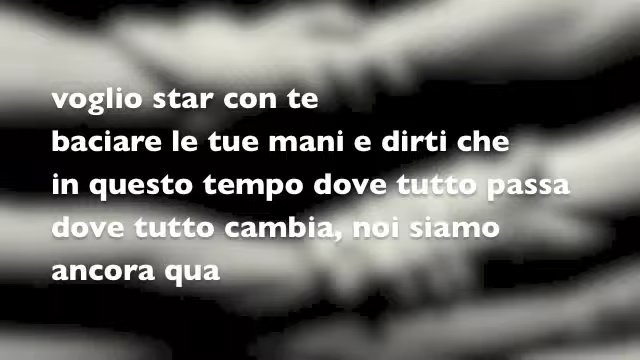 voglio star con te
baciare le tue mani e dirti che
in questo tempo dove tutto passa
dove tutto cambia, noi siamo
ancora qua